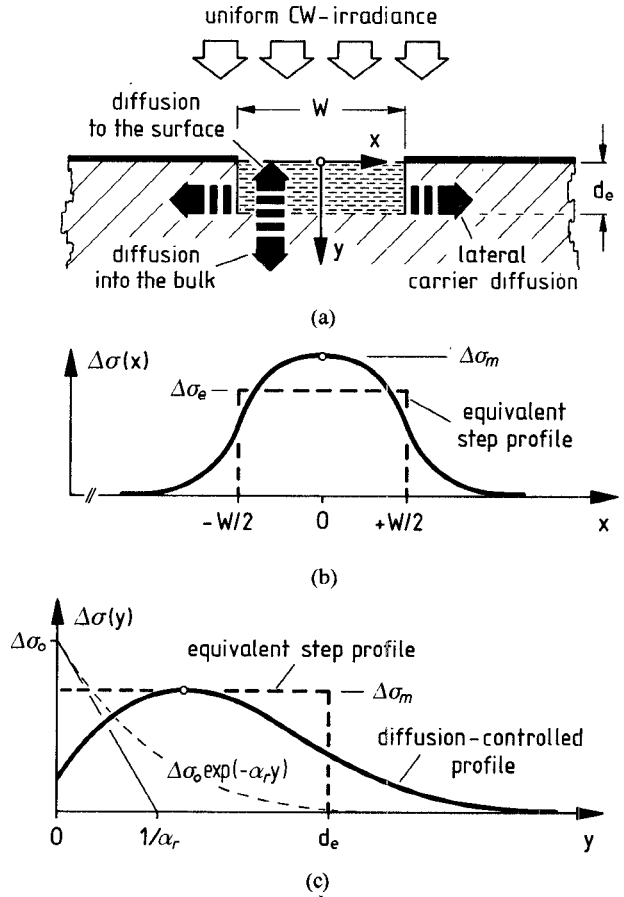 uniform CW-irradiance
diffusion
to the surface
W
x
d_e
y
diffusion
into the bulk
lateral
carrier diffusion
(a)
Δσ(x)
Δσ_m
Δσ_e
equivalent
step profile
-W/2
0
+W/2
x
(b)
Δσ(y)
Δσ_o
equivalent step profile
Δσ_m
Δσ_o exp(-α_r y)
diffusion-controlled
profile
0
1/α_r
d_e
y
(c)